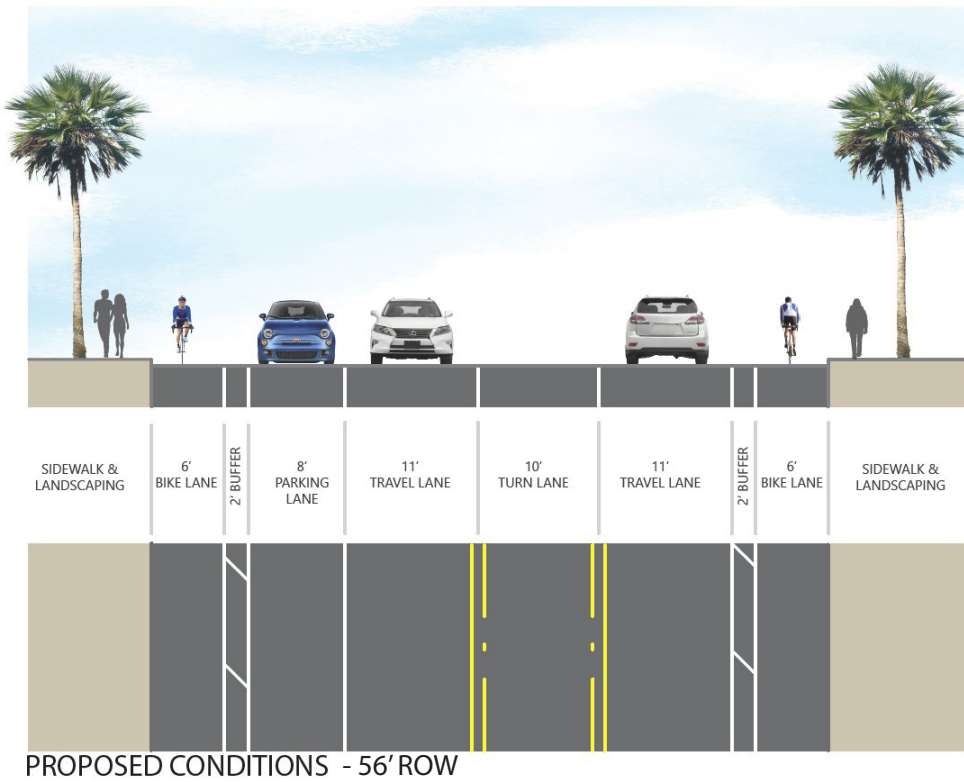 SIDEWALK &
LANDSCAPING
6'
BIKE LANE
2' BUFFER
8'
PARKING
LANE
11'
TRAVEL LANE
10'
TURN LANE
11'
TRAVEL LANE
2' BUFFER
6'
BIKE LANE
SIDEWALK &
LANDSCAPING
PROPOSED CONDITIONS - 56' ROW